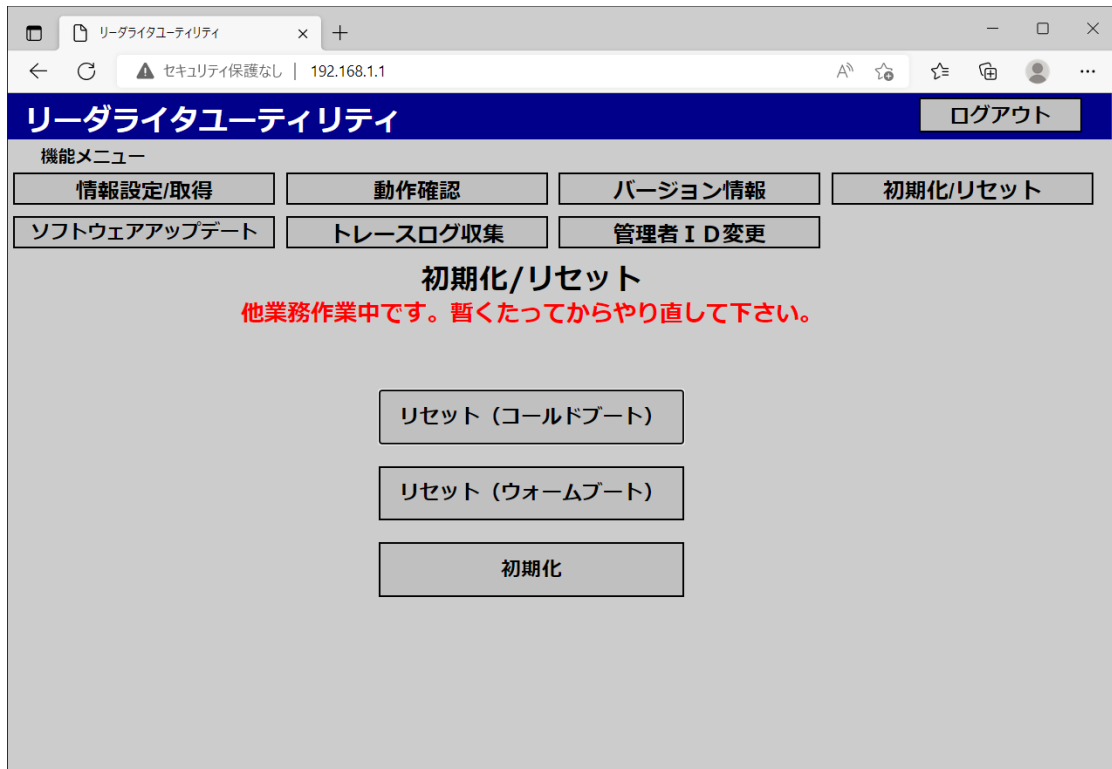 リーダライタユーティリティ
セキュリティ保護なし | 192.168.1.1
リーダライタユーティリティ ログアウト
機能メニュー
情報設定/取得 動作確認 バージョン情報 初期化/リセット
ソフトウェアアップデート トレースログ収集 管理者ＩＤ変更
初期化/リセット
他業務作業中です。暫くたってからやり直して下さい。
リセット（コールドブート）
リセット（ウォームブート）
初期化